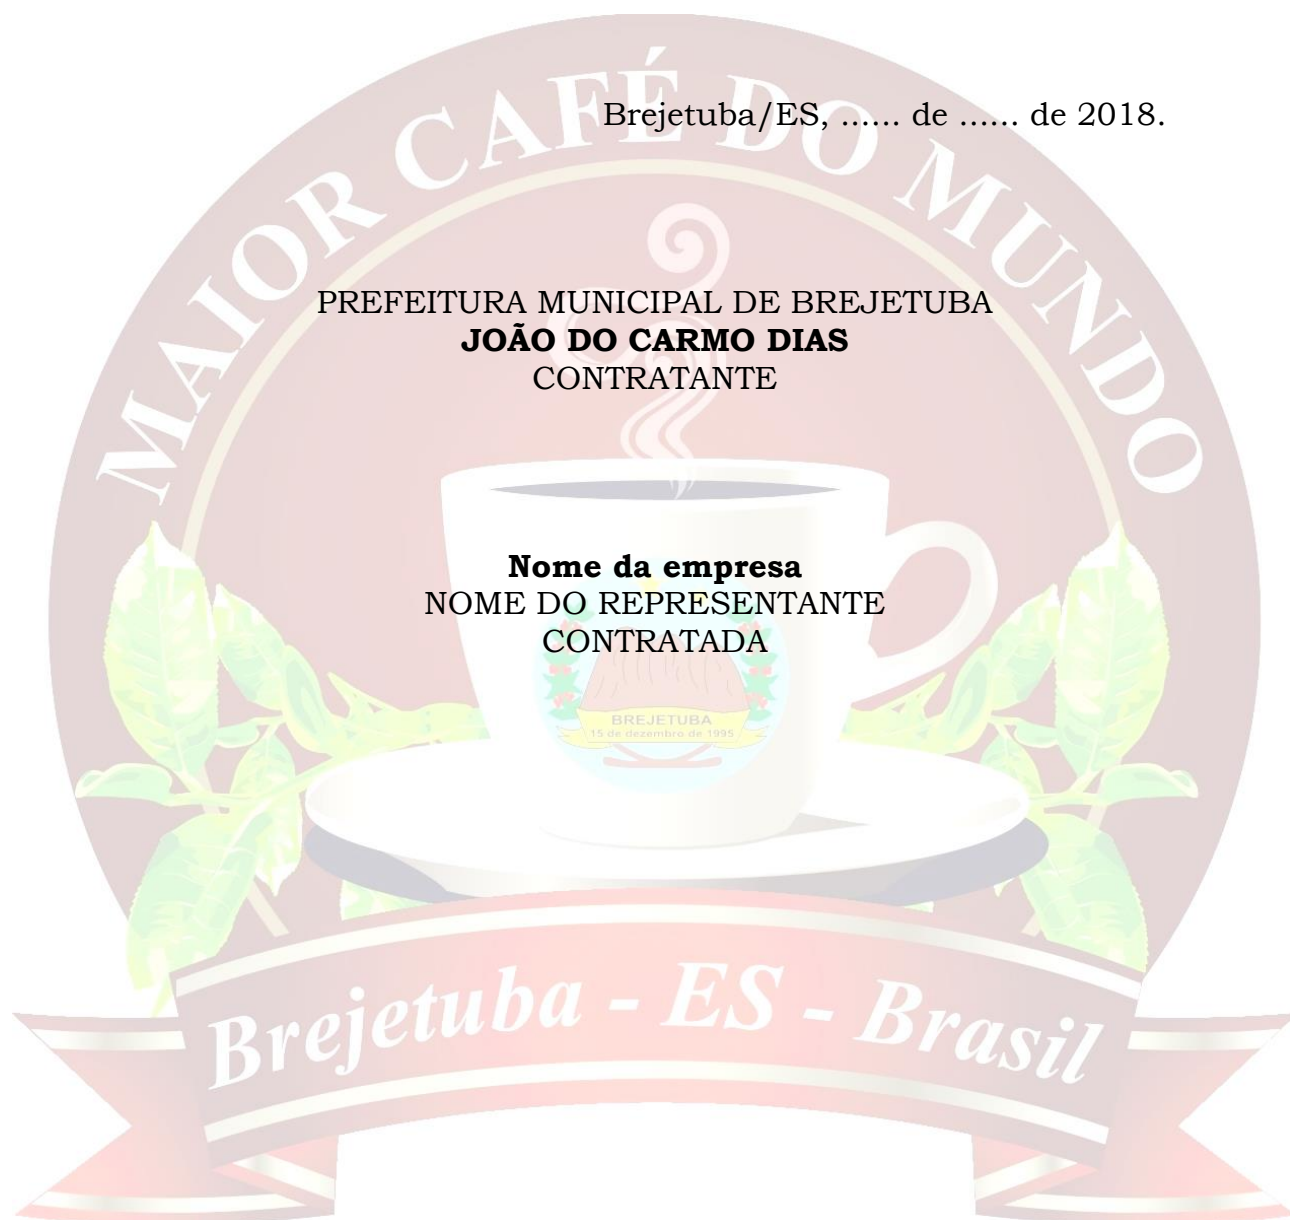 MAIOR CAFÉ DO MUNDO
Brejetuba/ES, ...... de ...... de 2018.
PREFEITURA MUNICIPAL DE BREJETUBA
JOÃO DO CARMO DIAS
CONTRATANTE
Nome da empresa
NOME DO REPRESENTANTE
CONTRATADA
BREJETUBA
15 de dezembro de 1995
Brejetuba - ES - Brasil